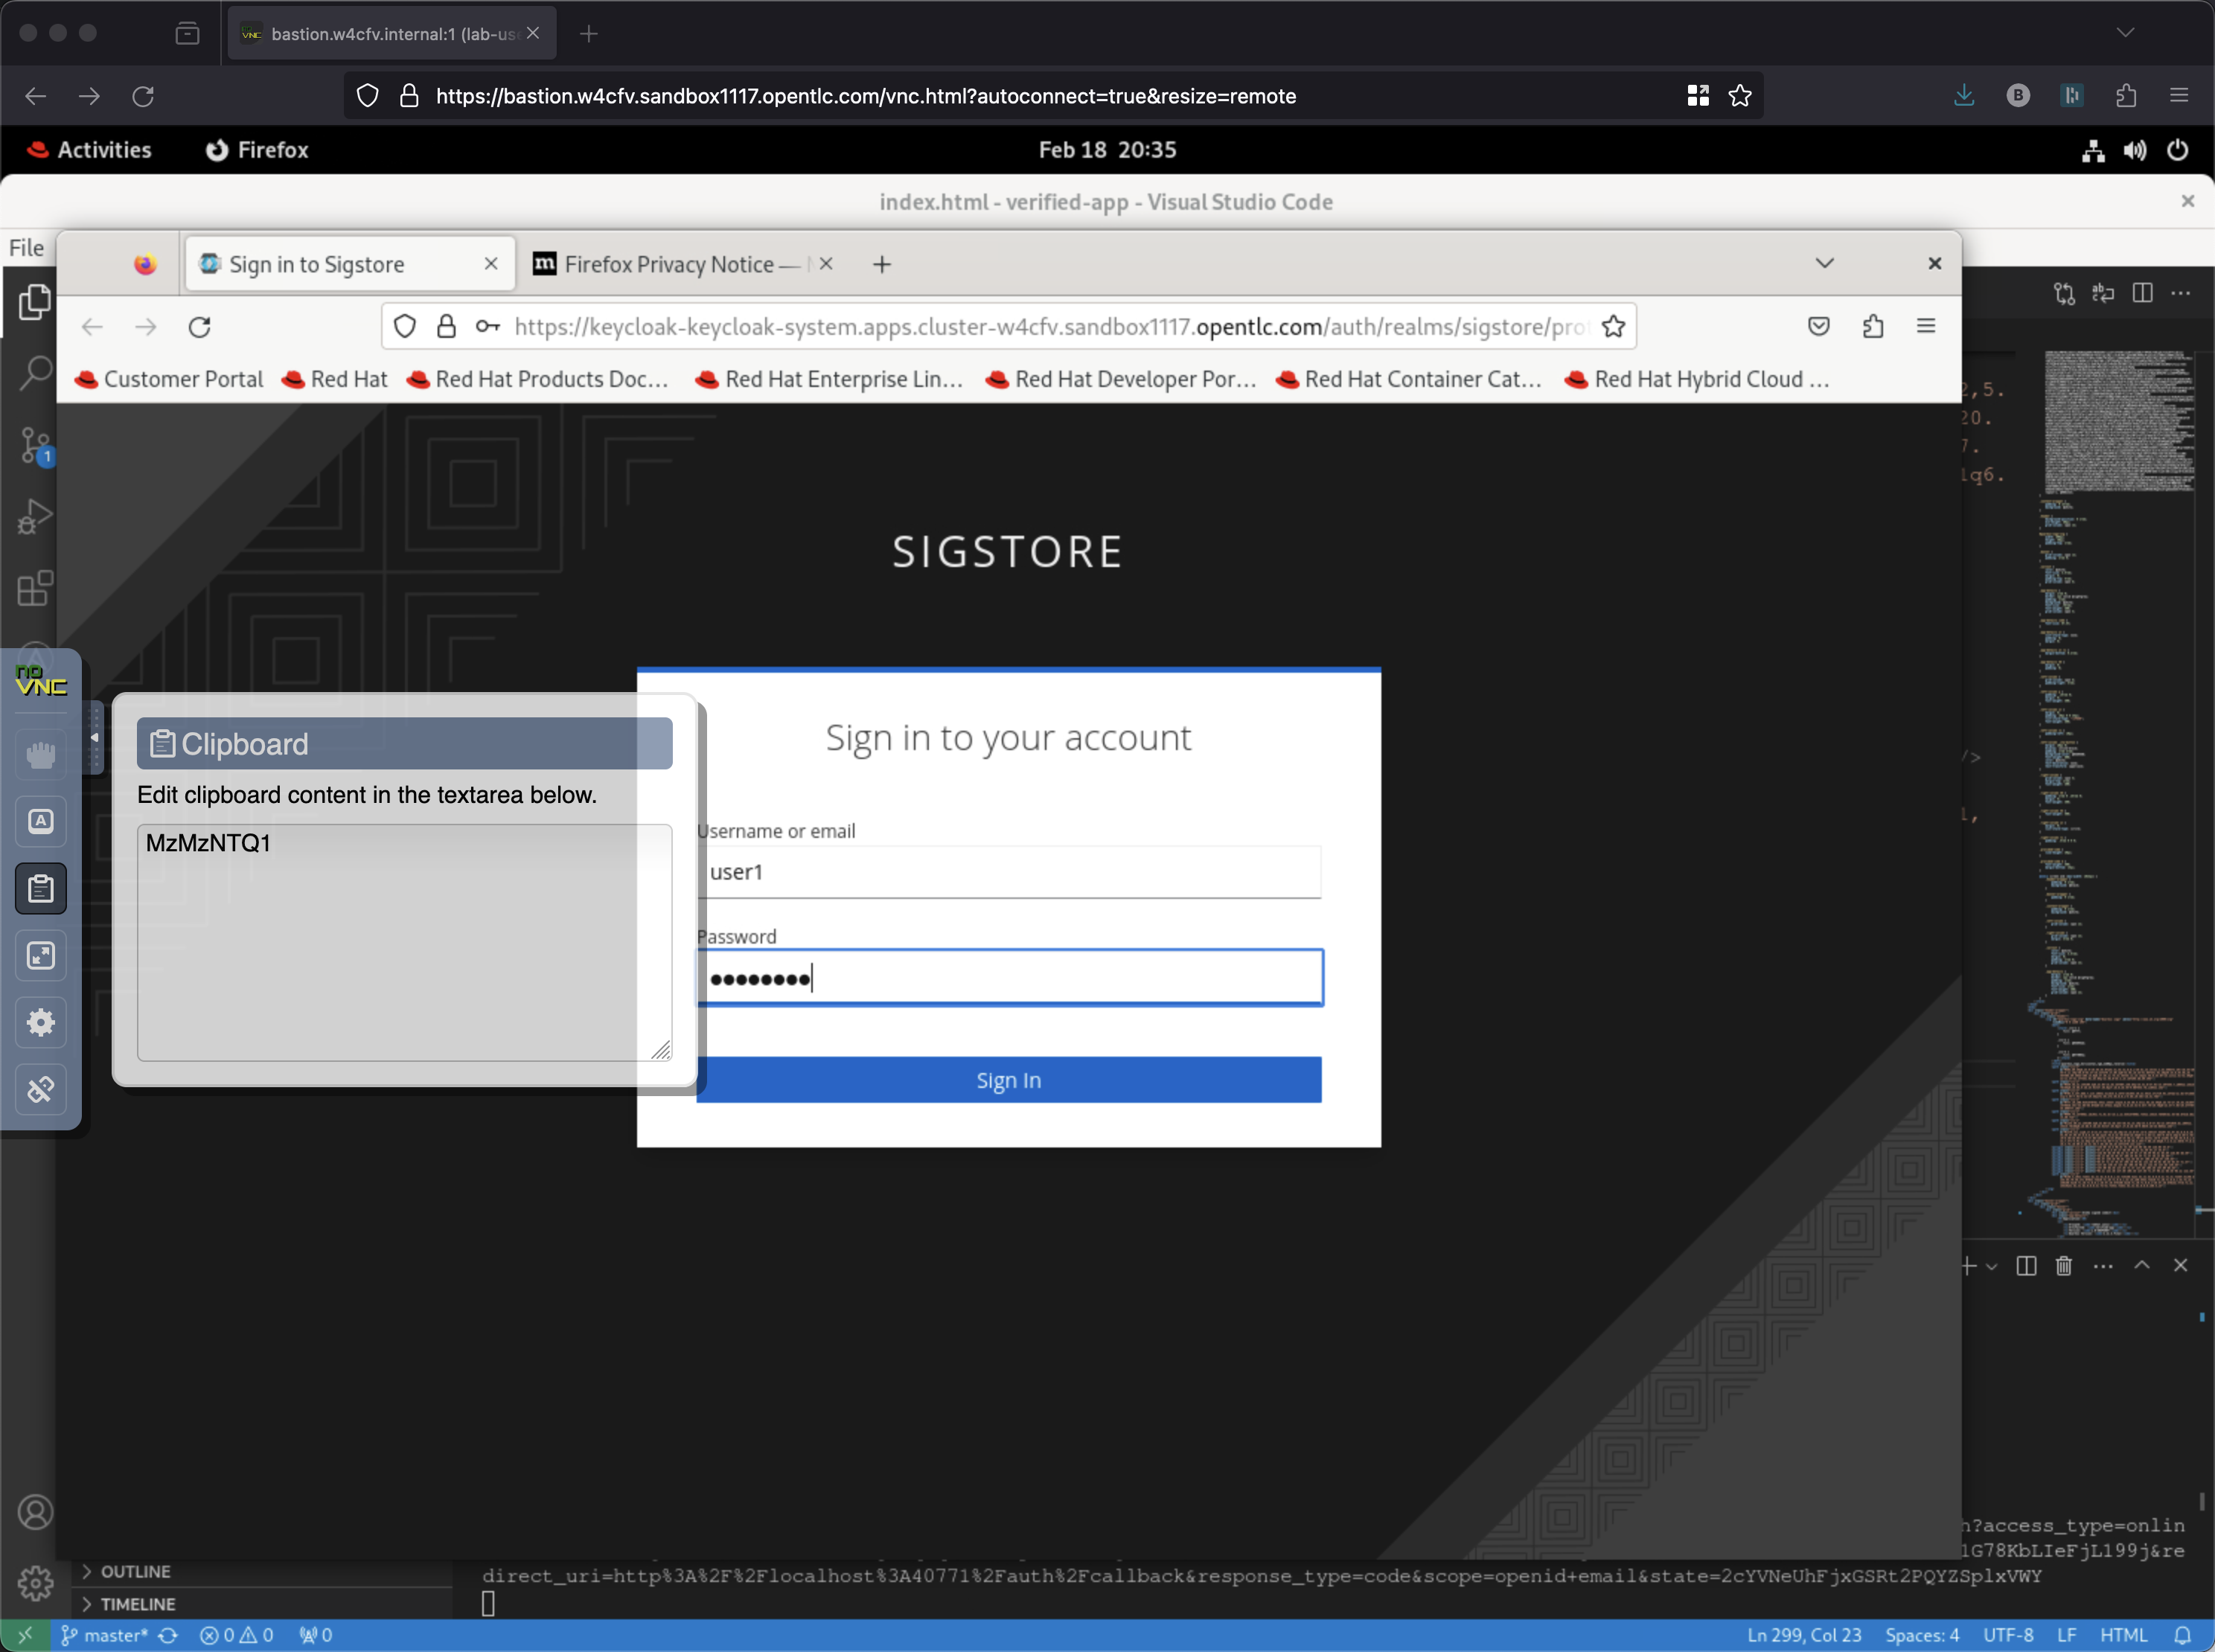 bastion.w4cfv.internal:1 (lab-us
https://bastion.w4cfv.sandbox1117.opentlc.com/vnc.html?autoconnect=true&resize=remote
B
Activities
Firefox
Feb 18 20:35
index.html - verified-app - Visual Studio Code
File
Sign in to Sigstore
Firefox Privacy Notice —
https://keycloak-keycloak-system.apps.cluster-w4cfv.sandbox1117.opentlc.com/auth/realms/sigstore/pro
Customer Portal
Red Hat
Red Hat Products Doc...
Red Hat Enterprise Lin...
Red Hat Developer Por...
Red Hat Container Cat...
Red Hat Hybrid Cloud ...
2,5.
20.
7.
1q6.
1
SIGSTORE
no
VNC
Sign in to your account
Clipboard
Edit clipboard content in the textarea below.
MzMzNTQ1
A
Username or email
user1
Password
Sign In
/>
h?access_type=onlin
1G78KbLIeFjL199j&re
direct_uri=http%3A%2F%2Flocalhost%3A40771%2Fauth%2Fcallback&response_type=code&scope=openid+email&state=2cYVNeUhFjxGSRt2PQYZSplxVWY
OUTLINE
TIMELINE
master* 0 0 0
Ln 299, Col 23 Spaces: 4 UTF-8 LF HTML